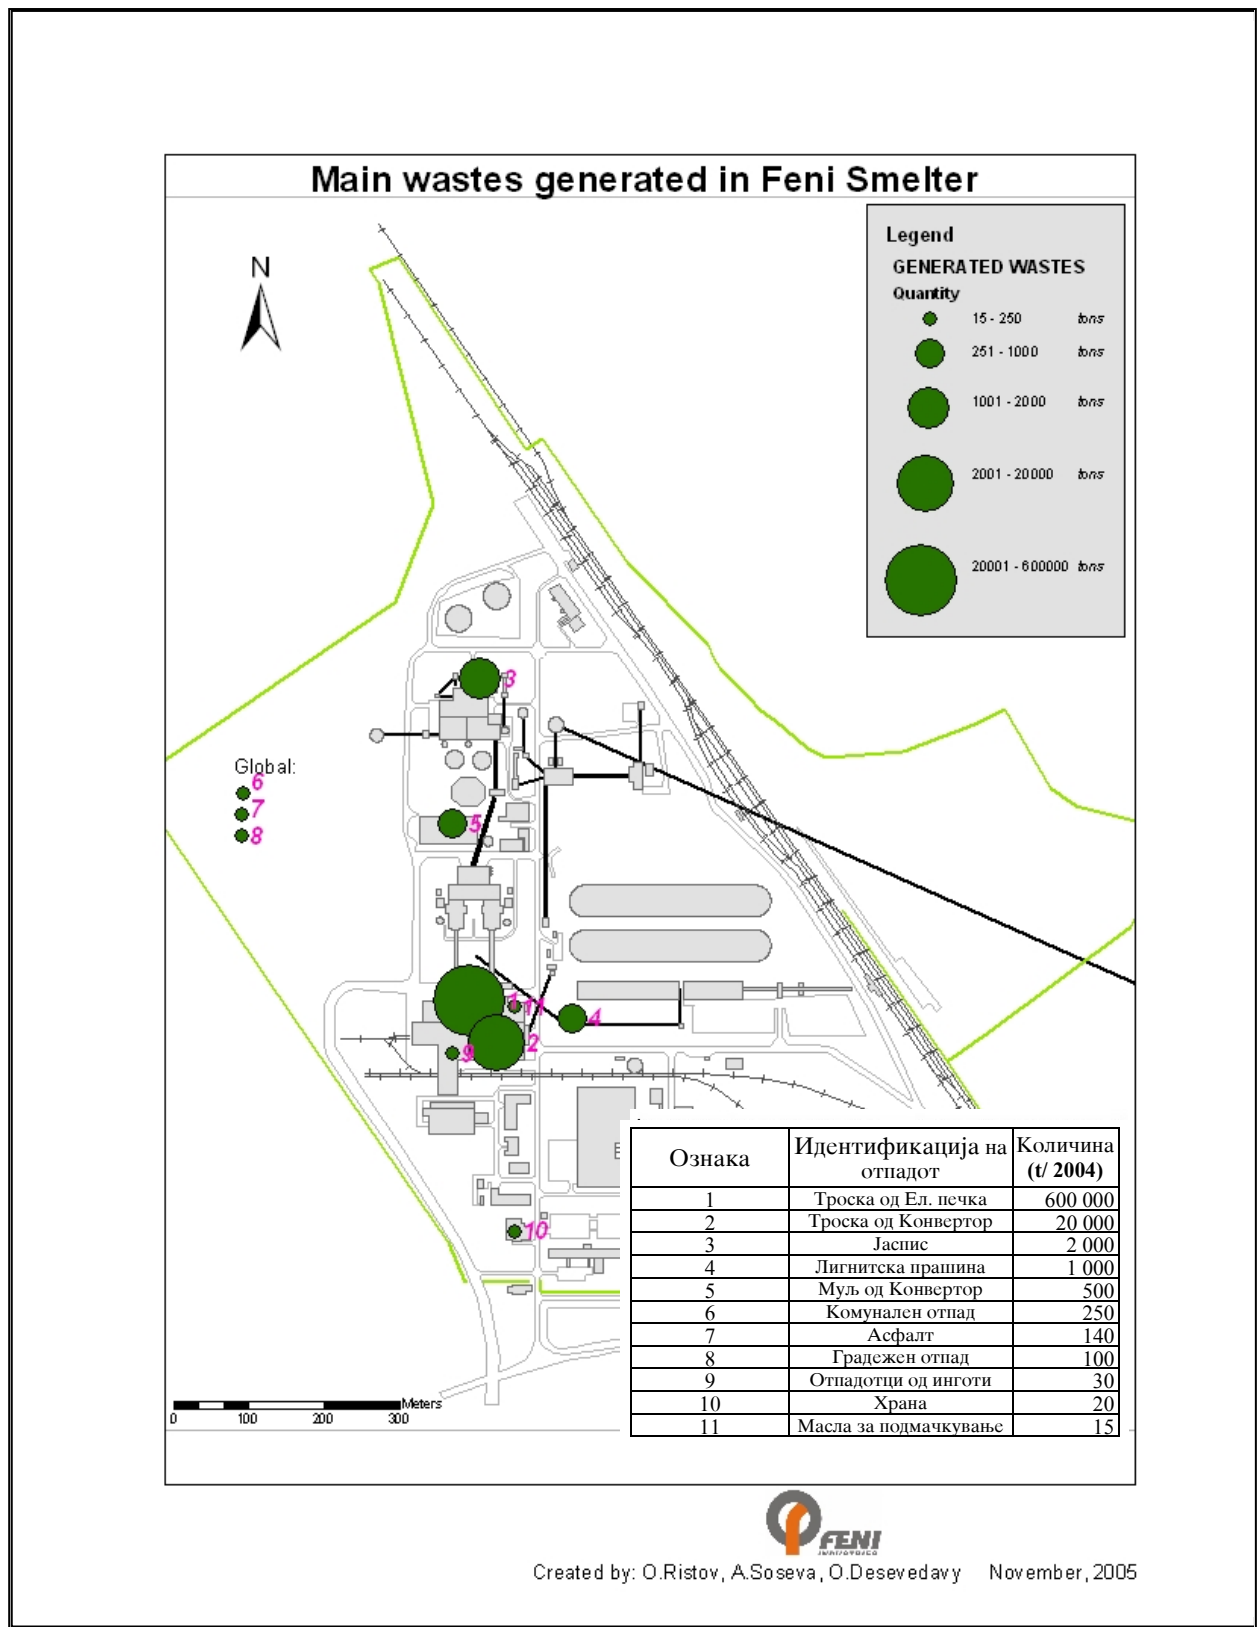 Main wastes generated in Feni Smelter
Legend
GENERATED WASTES
Quantity
15 - 250 tons
251 - 1000 tons
1001 - 2000 tons
2001 - 20000 tons
20001 - 600000 tons
N
3
Global:
6
7
8
5
1
11
4
2
9
10
Ознака Идентификација на отпадот Количина (t/ 2004)
1 Троска од Ел. печка 600 000
2 Троска од Конвертор 20 000
3 Јаспис 2 000
4 Лигнитска прашина 1 000
5 Муљ од Конвертор 500
6 Комунален отпад 250
7 Асфалт 140
8 Градежен отпад 100
9 Отпадотци од инготи 30
10 Храна 20
11 Масла за подмачкување 15
Meters
0 100 200 300
FENI
Created by: O.Ristov, A.Soseva, O.Desevedavy November, 2005